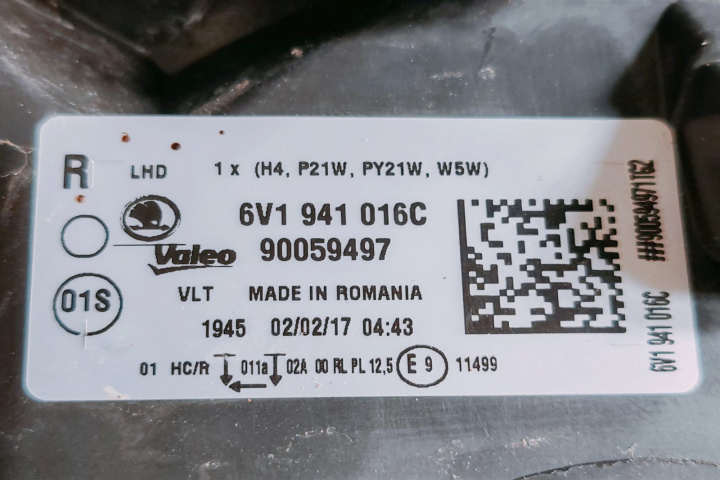 R LHD 1 x (H4, P21W, PY21W, W5W)
6V1 941 016C
Valeo 90059497
01S VLT MADE IN ROMANIA
1945 02/02/17 04:43
01 HC/R 011a 02A 00 RL PL 12,5 E 9 11499
6V1 941 016C ##900594971T62